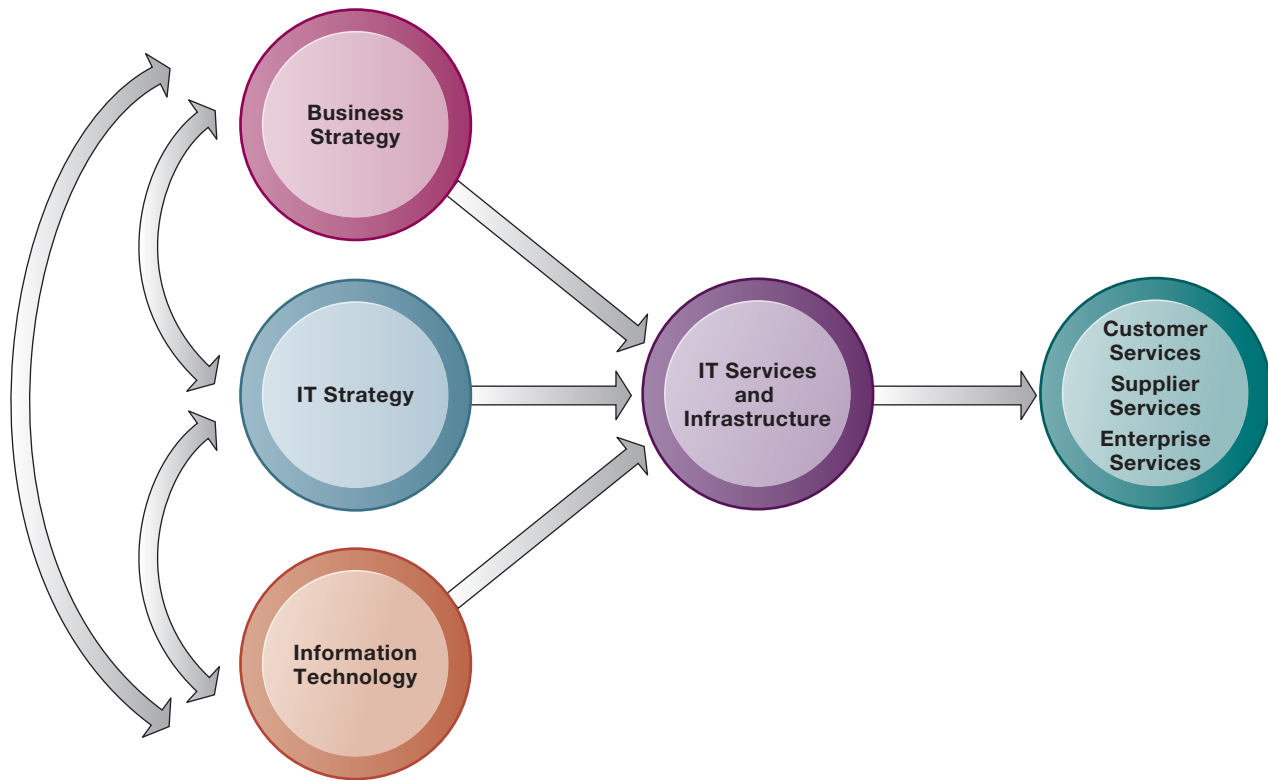 Business
Strategy
IT Strategy
Information
Technology
IT Services
and
Infrastructure
Customer
Services
Supplier
Services
Enterprise
Services